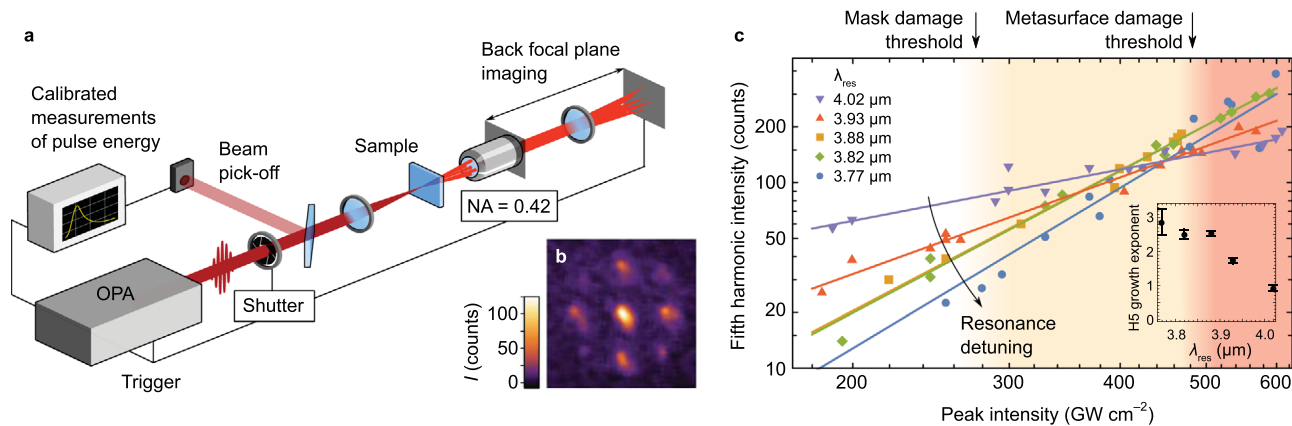 a
Calibrated
measurements
of pulse energy
Beam
pick-off
Sample
Back focal plane
imaging
NA = 0.42
OPA
Shutter
Trigger
b
I (counts)
100
50
0
Mask damage
threshold
Metasurface damage
threshold
c
λres
4.02 µm
3.93 µm
3.88 µm
3.82 µm
3.77 µm
Fifth harmonic intensity (counts)
200
100
50
30
20
10
Resonance
detuning
H5 growth exponent
3
2
1
0
3.8
3.9
4.0
λres (µm)
200
300
400
500
600
Peak intensity (GW cm⁻²)